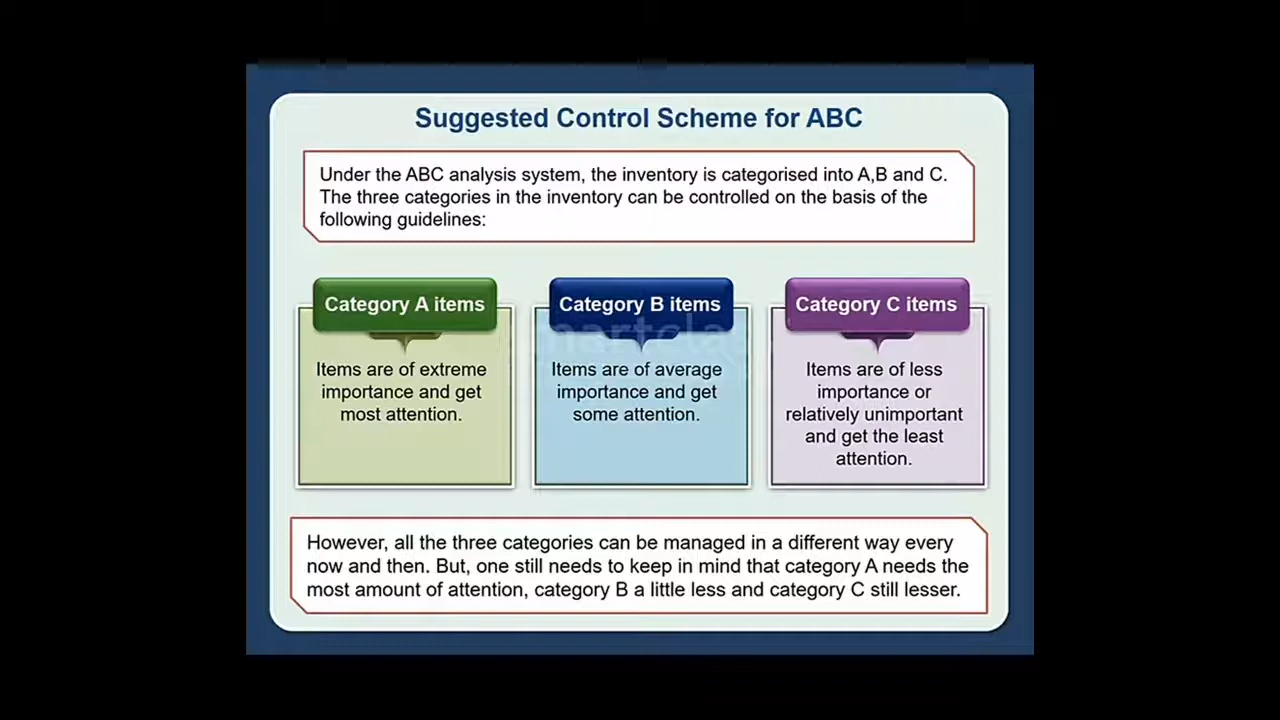 Suggested Control Scheme for ABC
Under the ABC analysis system, the inventory is categorised into A,B and C.
The three categories in the inventory can be controlled on the basis of the
following guidelines:
Category A items
Items are of extreme
importance and get
most attention.
Category B items
Items are of average
importance and get
some attention.
Category C items
Items are of less
importance or
relatively unimportant
and get the least
attention.
However, all the three categories can be managed in a different way every
now and then. But, one still needs to keep in mind that category A needs the
most amount of attention, category B a little less and category C still lesser.